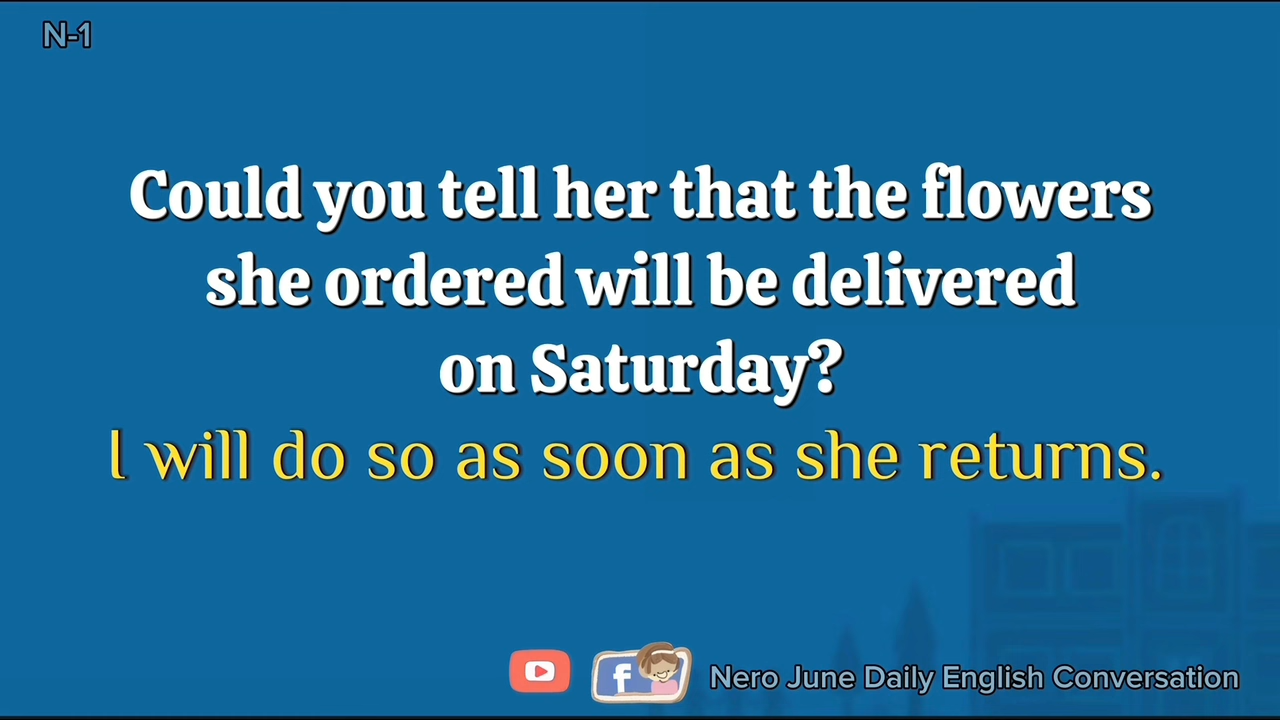 N-1
Could you tell her that the flowers
she ordered will be delivered
on Saturday?
I will do so as soon as she returns.
f
Nero June Daily English Conversation